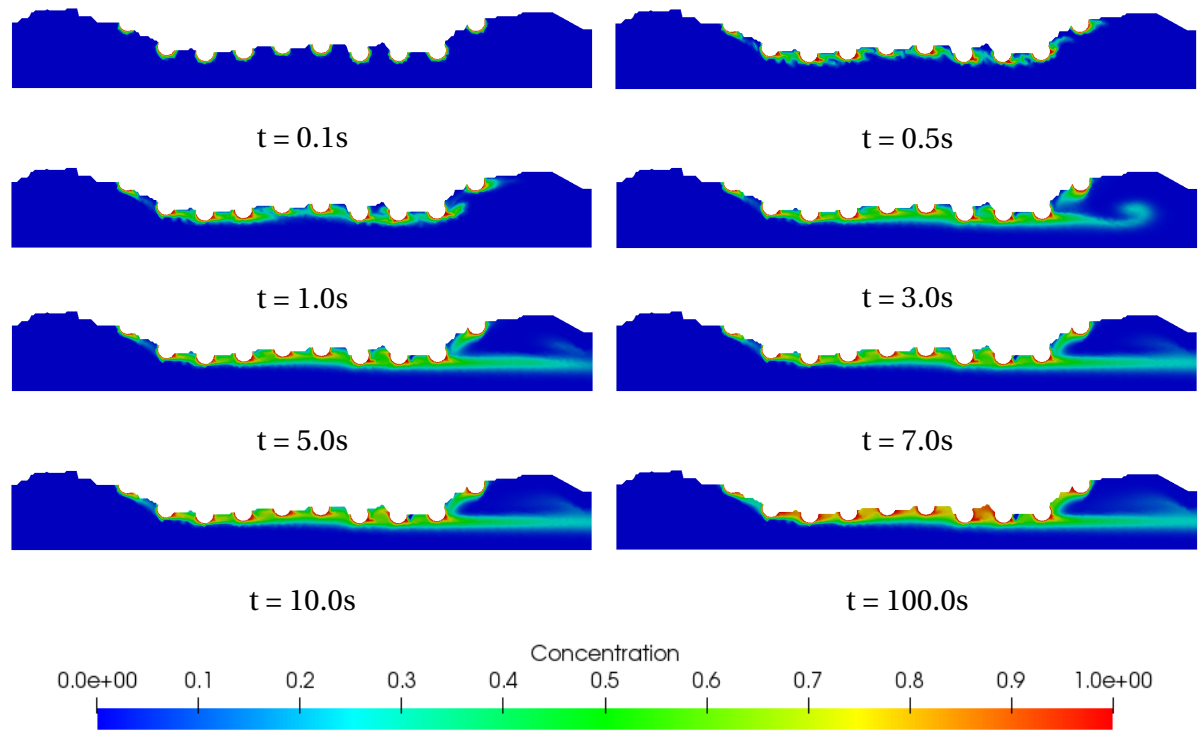 t = 0.1s
t = 0.5s
t = 1.0s
t = 3.0s
t = 5.0s
t = 7.0s
t = 10.0s
t = 100.0s
Concentration
0.0e+00 0.1 0.2 0.3 0.4 0.5 0.6 0.7 0.8 0.9 1.0e+00